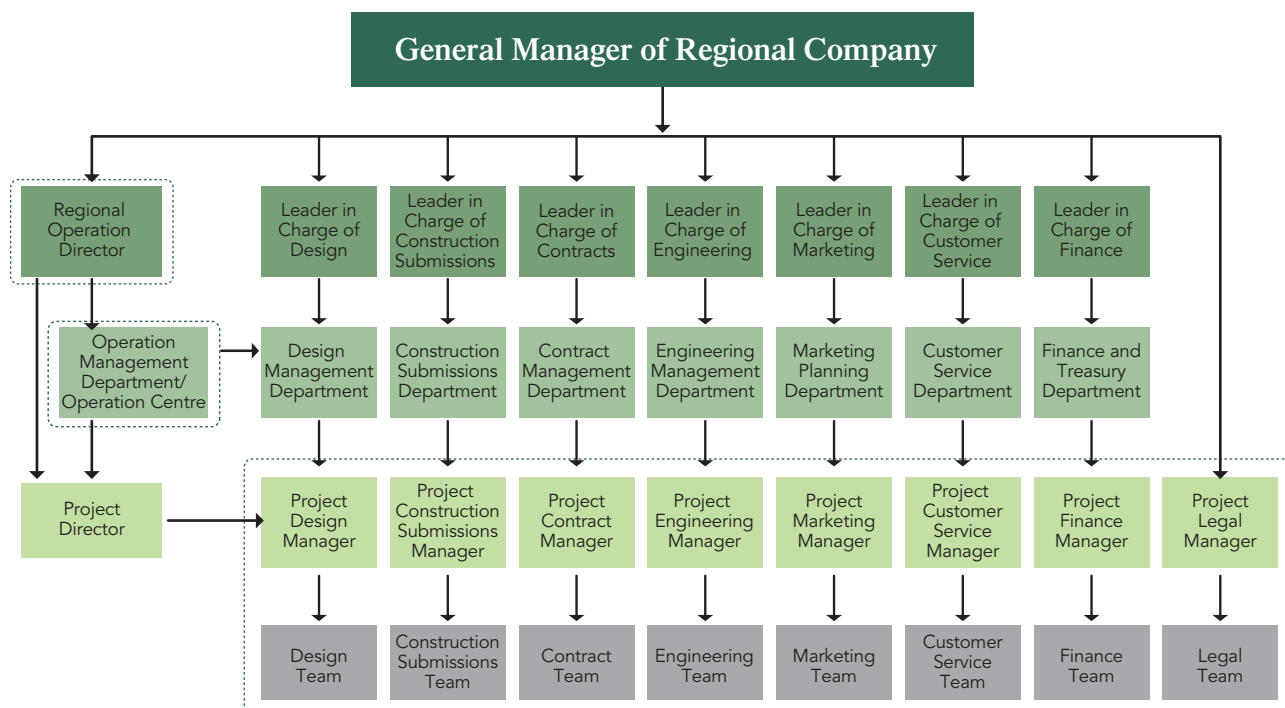 General Manager of Regional Company
Regional
Operation
Director
Leader in
Charge of
Design
Leader in
Charge of
Construction
Submissions
Leader in
Charge of
Contracts
Leader in
Charge of
Engineering
Leader in
Charge of
Marketing
Leader in
Charge of
Customer
Service
Leader in
Charge of
Finance
Operation
Management
Department/
Operation Centre
Design
Management
Department
Construction
Submissions
Department
Contract
Management
Department
Engineering
Management
Department
Marketing
Planning
Department
Customer
Service
Department
Finance and
Treasury
Department
Project
Director
Project
Design
Manager
Project
Construction
Submissions
Manager
Project
Contract
Manager
Project
Engineering
Manager
Project
Marketing
Manager
Project
Customer
Service
Manager
Project
Finance
Manager
Project
Legal
Manager
Design
Team
Construction
Submissions
Team
Contract
Team
Engineering
Team
Marketing
Team
Customer
Service
Team
Finance
Team
Legal
Team